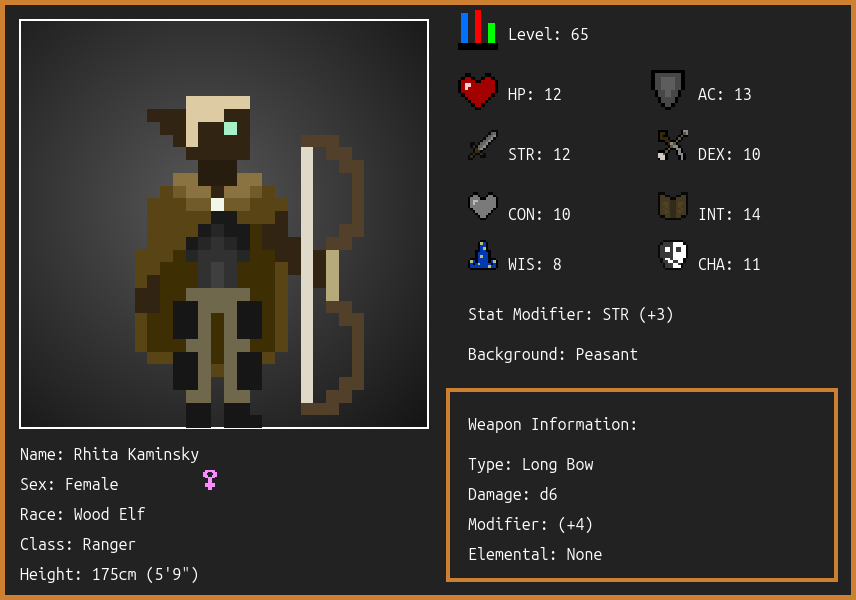 Level: 65
HP: 12
AC: 13
STR: 12
DEX: 10
CON: 10
INT: 14
WIS: 8
CHA: 11
Stat Modifier: STR (+3)
Background: Peasant
Weapon Information:
Type: Long Bow
Damage: d6
Modifier: (+4)
Elemental: None
Name: Rhita Kaminsky
Sex: Female
Race: Wood Elf
Class: Ranger
Height: 175cm (5'9")